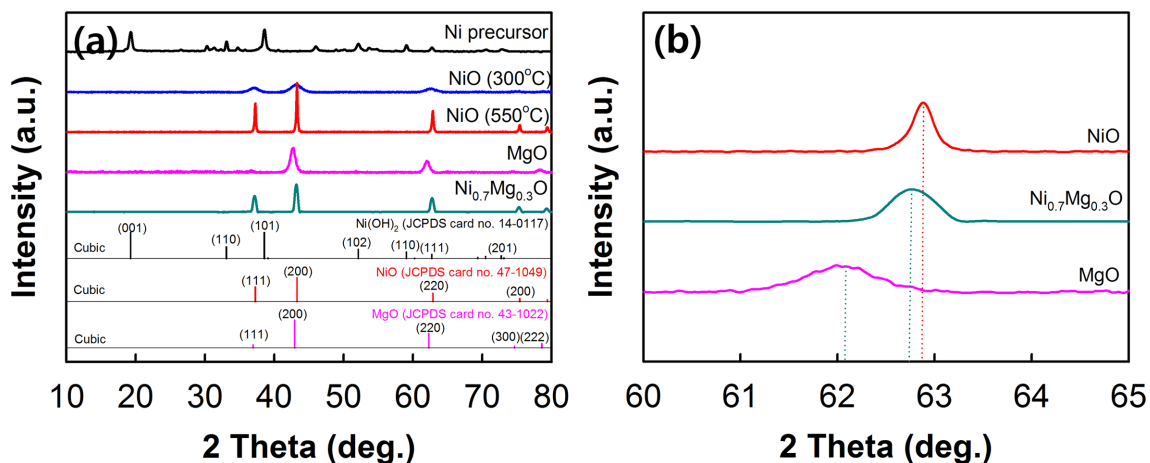 (a)
Ni precursor
NiO (300°C)
NiO (550°C)
MgO
Ni₀.₇Mg₀.₃O
Ni(OH)₂ (JCPDS card no. 14-0117)
(001) (110) (101) (102) (110) (111) (201)
Cubic
NiO (JCPDS card no. 47-1049)
(111) (200) (220) (200)
Cubic
MgO (JCPDS card no. 43-1022)
(111) (200) (220) (300)(222)
Cubic
10 20 30 40 50 60 70 80
2 Theta (deg.)
Intensity (a.u.)
(b)
NiO
Ni₀.₇Mg₀.₃O
MgO
60 61 62 63 64 65
2 Theta (deg.)
Intensity (a.u.)